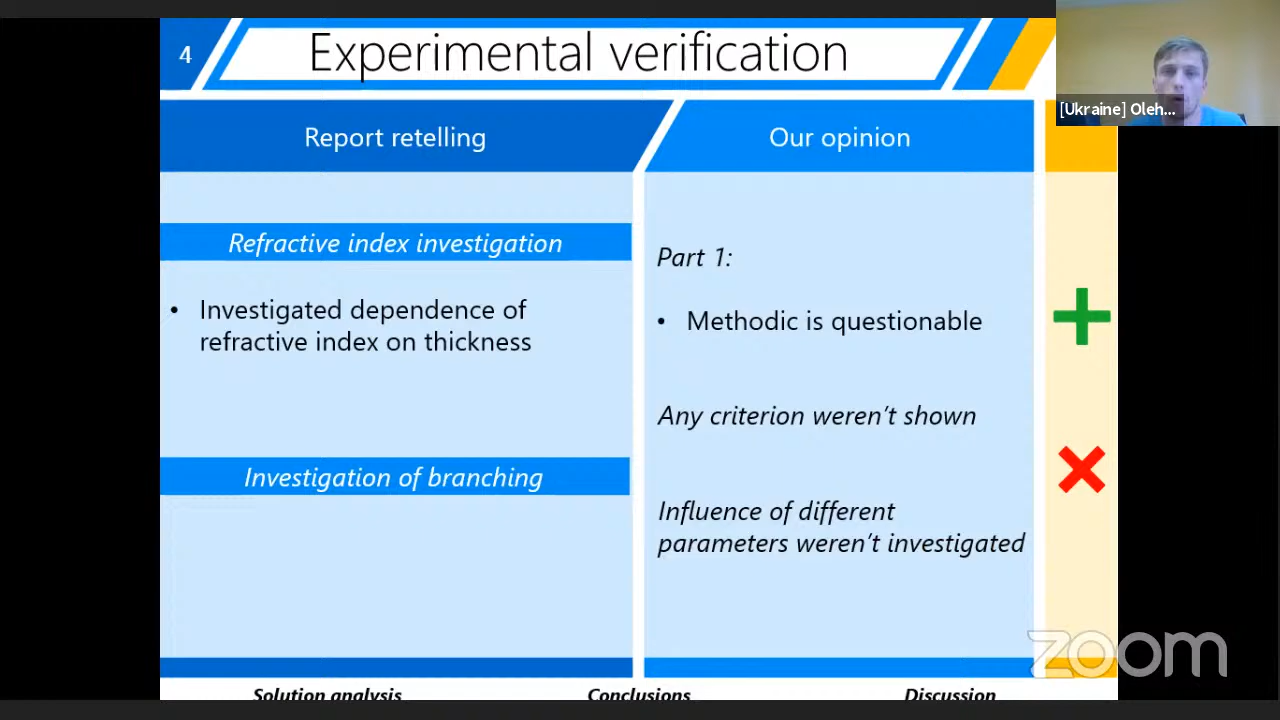 4
Experimental verification
[Ukraine] Oleh...
Report retelling
Our opinion
Refractive index investigation
• Investigated dependence of
refractive index on thickness
Investigation of branching
Part 1:
• Methodic is questionable
Any criterion weren't shown
Influence of different
parameters weren't investigated
zoom
Solution analysis
Conclusions
Discussion